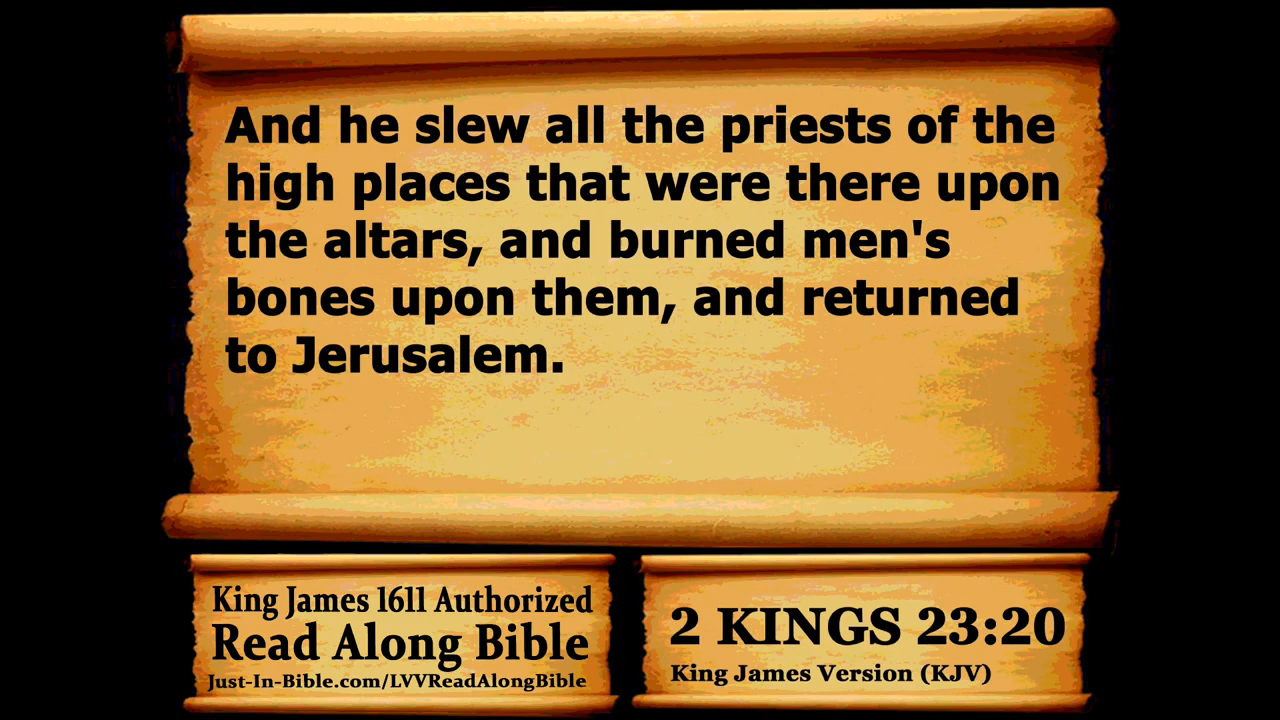 And he slew all the priests of the
high places that were there upon
the altars, and burned men's
bones upon them, and returned
to Jerusalem.
King James 1611 Authorized
Read Along Bible
Just-In-Bible.com/LVVReadAlongBible
2 KINGS 23:20
King James Version (KJV)